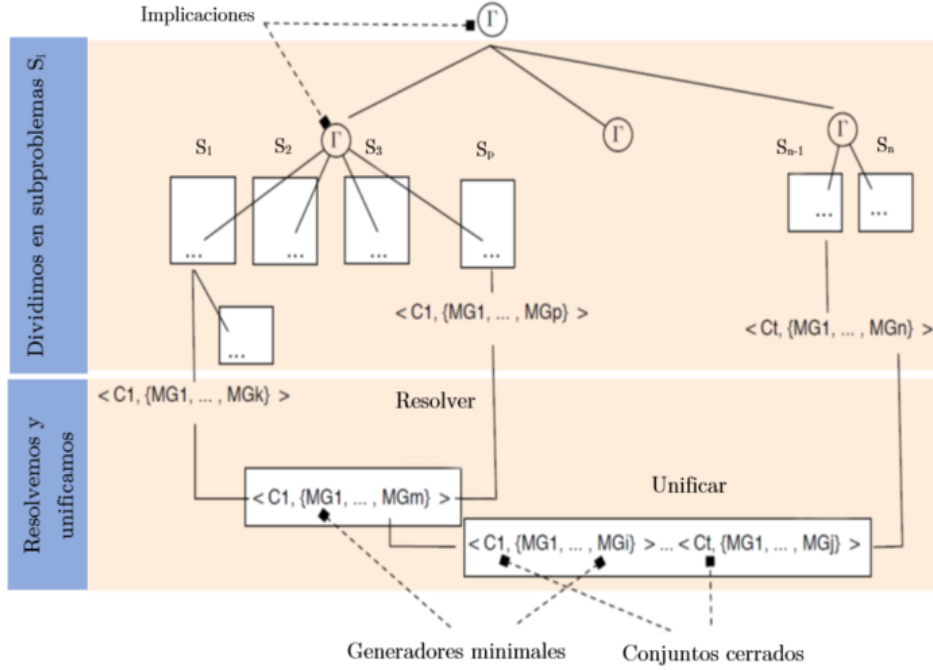 Implicaciones
Γ
Dividimos en subproblemas Si
Γ
Γ
Γ
S1
S2
S3
Sp
Sn-1
Sn
...
...
...
...
...
...
...
< C1, {MG1, ... , MGp} >
< Ct, {MG1, ... , MGn} >
Resolvemos y
unificamos
< C1, {MG1, ... , MGk} >
Resolver
< C1, {MG1, ... , MGm} >
Unificar
< C1, {MG1, ... , MGi} > ... < Ct, {MG1, ... , MGj} >
Generadores minimales
Conjuntos cerrados